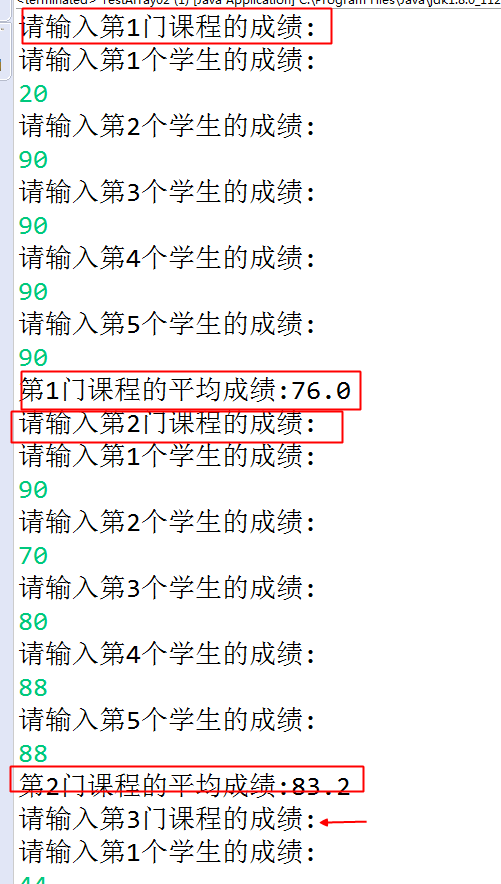 <terminated> TestArray02 (1) [Java Application] C:\Program Files\Java\jdk1.8.0_112
请输入第1门课程的成绩:
请输入第1个学生的成绩:
20
请输入第2个学生的成绩:
90
请输入第3个学生的成绩:
90
请输入第4个学生的成绩:
90
请输入第5个学生的成绩:
90
第1门课程的平均成绩:76.0
请输入第2门课程的成绩:
请输入第1个学生的成绩:
90
请输入第2个学生的成绩:
70
请输入第3个学生的成绩:
80
请输入第4个学生的成绩:
88
请输入第5个学生的成绩:
88
第2门课程的平均成绩:83.2
请输入第3门课程的成绩:
请输入第1个学生的成绩:
44